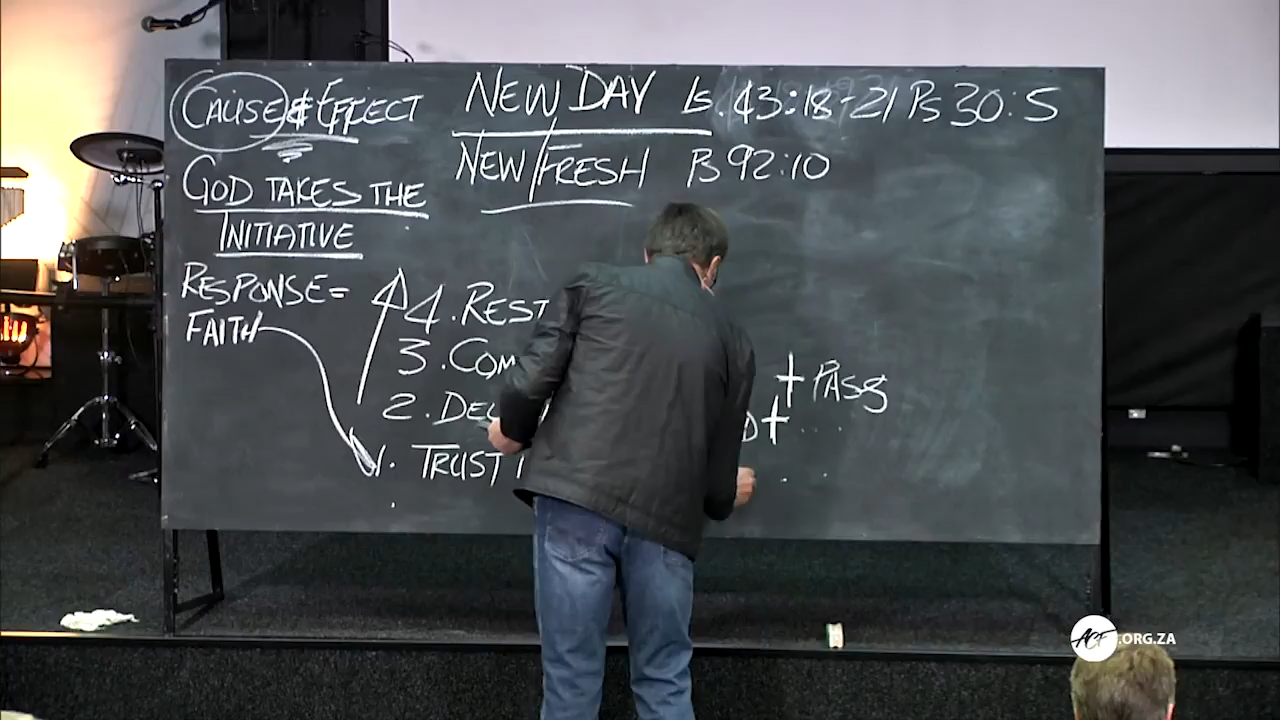 CAUSE & EFFECT
GOD TAKES THE
INITIATIVE
RESPONSE =
FAITH
NEW DAY Is. 43:18-21 Ps 30:5
NEW/FRESH Ps 92:10
4. REST
3. COM
2. DEC
1. TRUST
+ PASS
+ ....
ACF.ORG.ZA